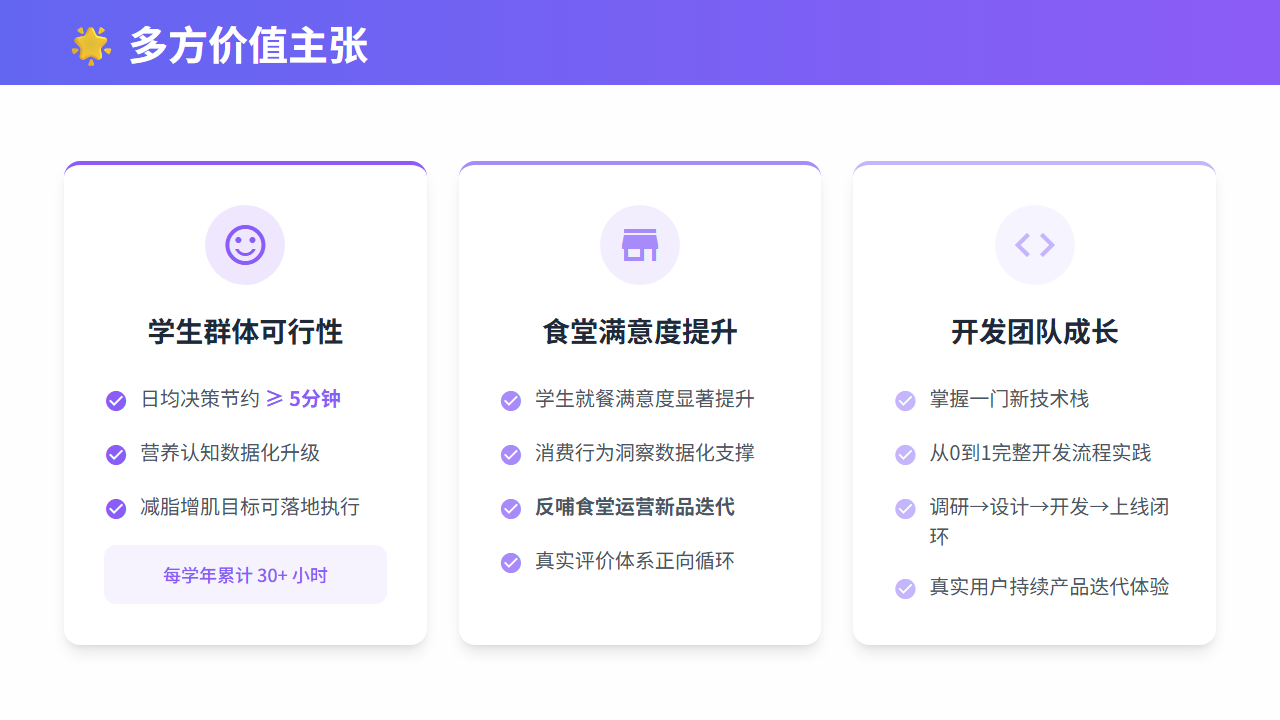 🌟 多方价值主张
学生群体可行性
日均决策节约 ⩾ 5分钟
营养认知数据化升级
减脂增肌目标可落地执行
每学年累计 30+ 小时
食堂满意度提升
学生就餐满意度显著提升
消费行为洞察数据化支撑
反哺食堂运营新品迭代
真实评价体系正向循环
开发团队成长
掌握一门新技术栈
从0到1完整开发流程实践
调研→设计→开发→上线闭
环
真实用户持续产品迭代体验